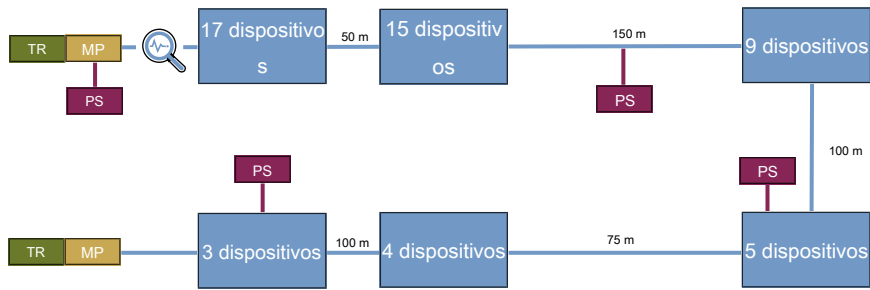 17 dispositivo
s
50 m
15 dispositiv
os
150 m
9 dispositivos
TR
MP
PS
PS
100 m
PS
PS
TR
MP
3 dispositivos
100 m
4 dispositivos
75 m
5 dispositivos